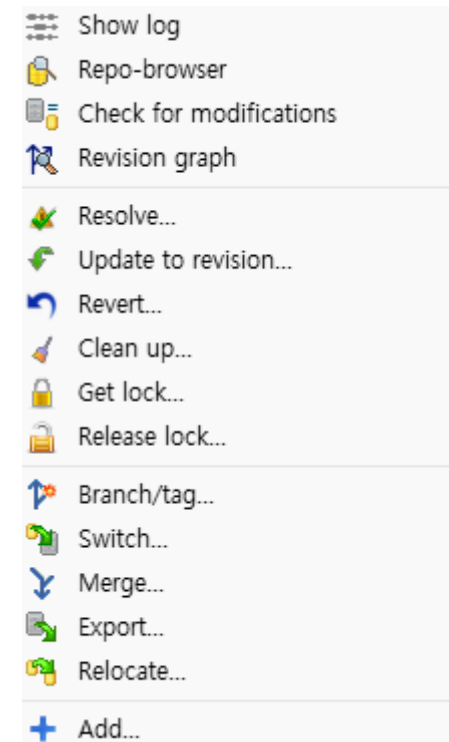 Show log
Repo-browser
Check for modifications
Revision graph
Resolve...
Update to revision...
Revert...
Clean up...
Get lock...
Release lock...
Branch/tag...
Switch...
Merge...
Export...
Relocate...
Add...